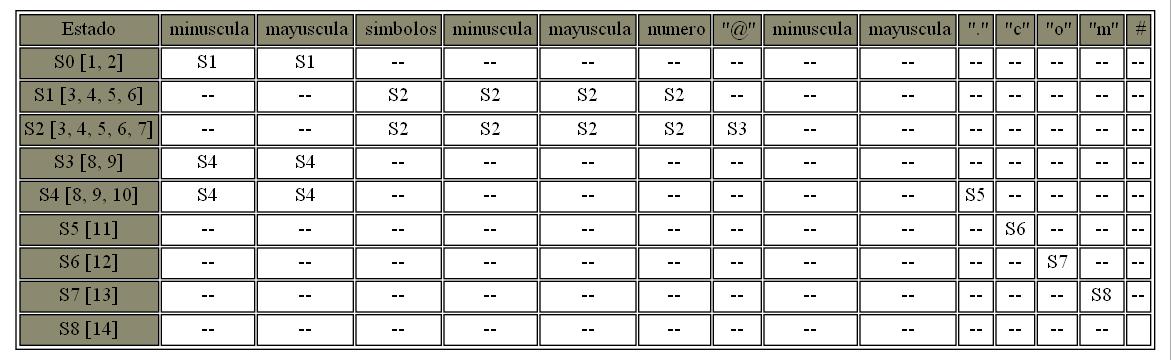 Estado minuscula mayuscula simbolos minuscula mayuscula numero "@" minuscula mayuscula "." "c" "o" "m" #
S0 [1, 2] S1 S1 -- -- -- -- -- -- -- -- -- -- -- --
S1 [3, 4, 5, 6] -- -- S2 S2 S2 S2 -- -- -- -- -- -- -- --
S2 [3, 4, 5, 6, 7] -- -- S2 S2 S2 S2 S3 -- -- -- -- -- -- --
S3 [8, 9] S4 S4 -- -- -- -- -- -- -- -- -- -- -- --
S4 [8, 9, 10] S4 S4 -- -- -- -- -- -- -- S5 -- -- -- --
S5 [11] -- -- -- -- -- -- -- -- -- -- S6 -- -- --
S6 [12] -- -- -- -- -- -- -- -- -- -- -- S7 -- --
S7 [13] -- -- -- -- -- -- -- -- -- -- -- -- S8 --
S8 [14] -- -- -- -- -- -- -- -- -- -- -- -- --